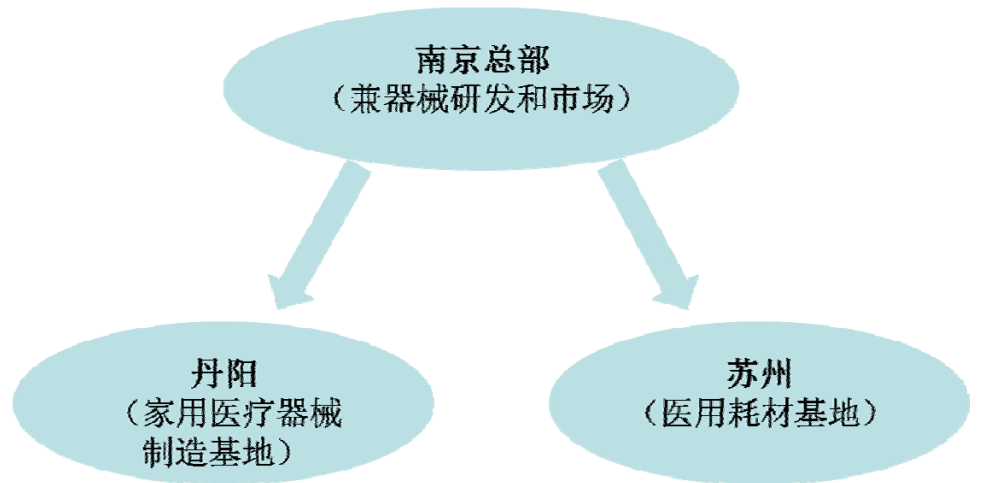 南京总部
（兼器械研发和市场）
丹阳
（家用医疗器械
制造基地）
苏州
（医用耗材基地）